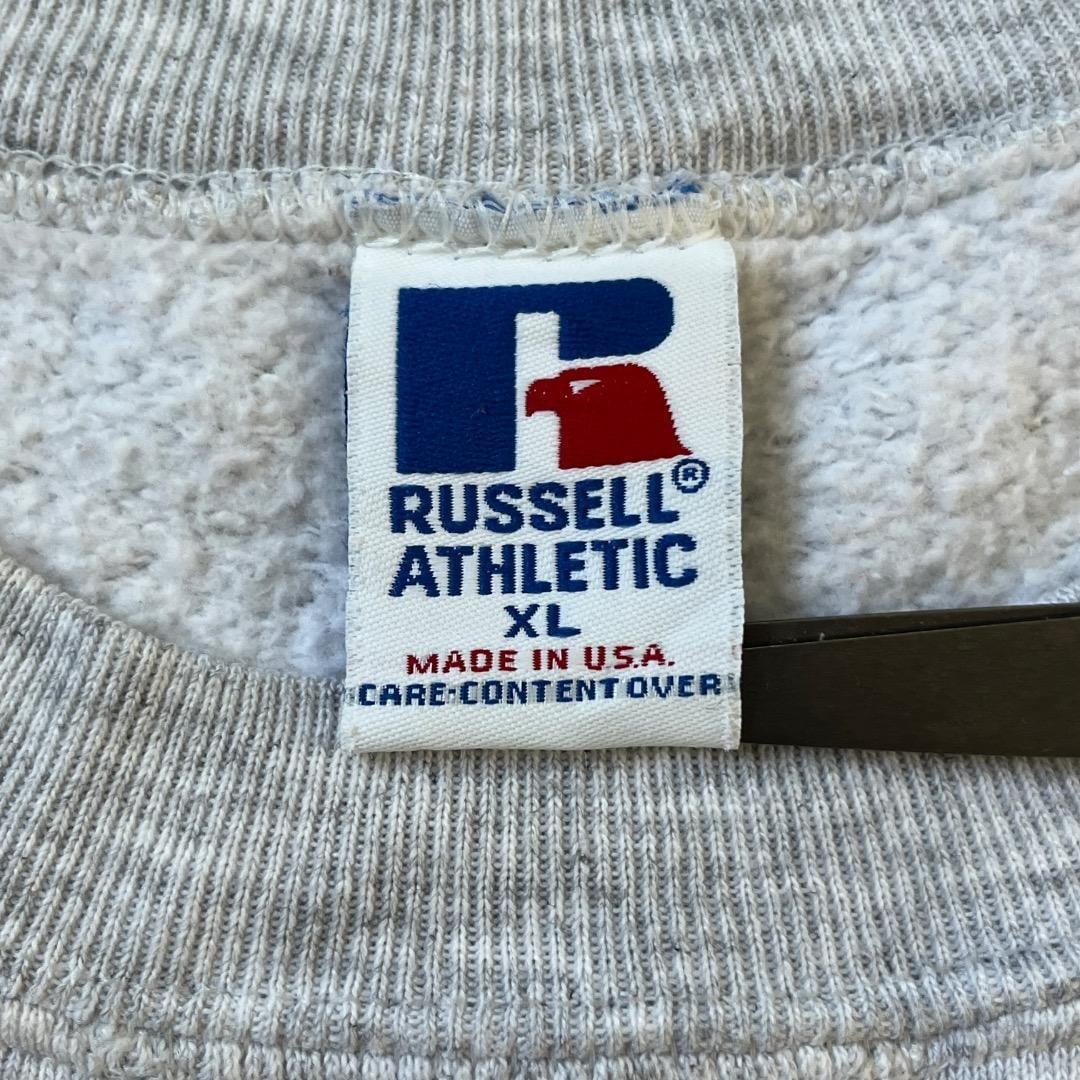 RUSSELL®
ATHLETIC
XL
MADE IN U.S.A.
CARE-CONTENT OVER